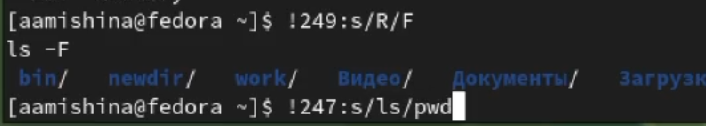 [aamishina@fedora ~]$ !249:s/R/F
ls -F
bin/ newdir/ work/ Видео/ Документы/ Загрузк
[aamishina@fedora ~]$ !247:s/ls/pwd